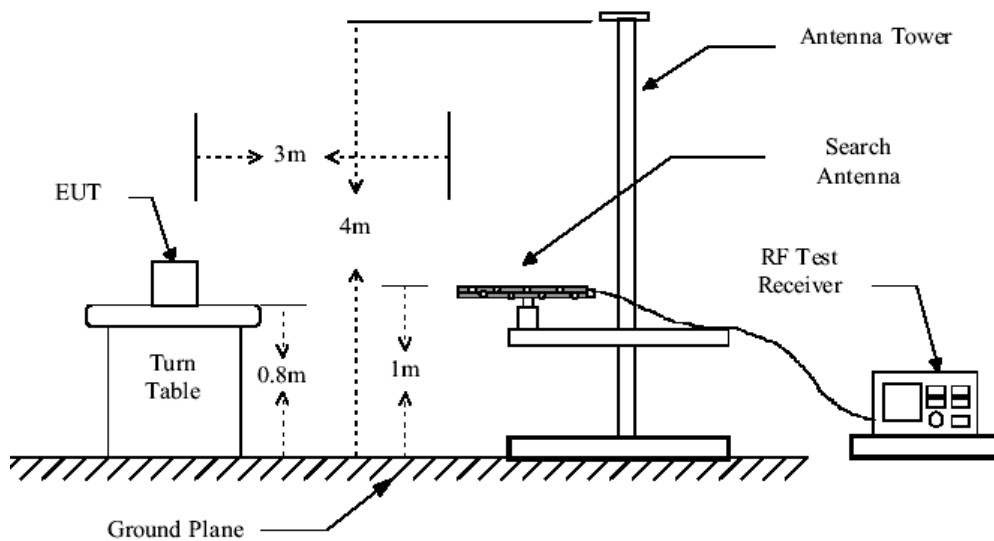 Antenna Tower
3m
Search
Antenna
EUT
4m
RF Test
Receiver
Turn
Table
0.8m
1m
Ground Plane